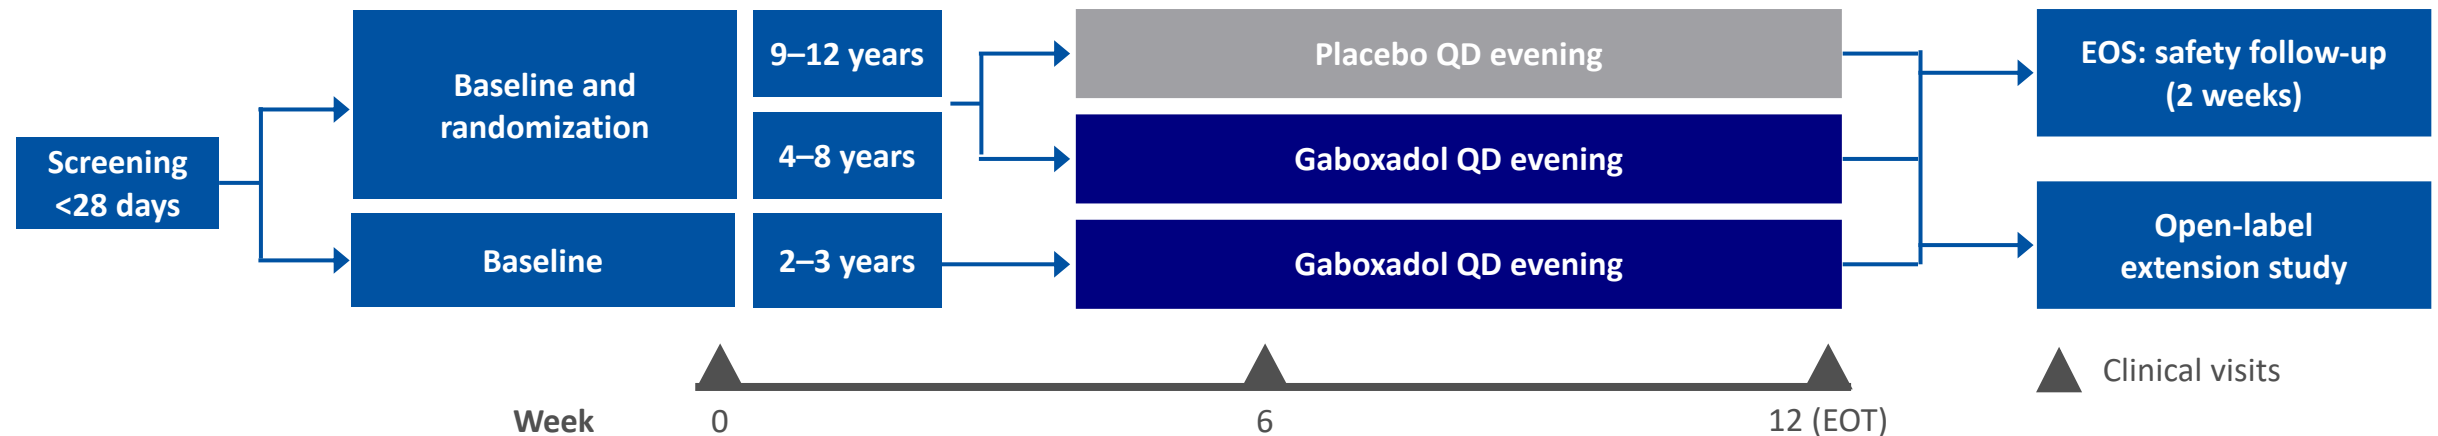 Screening
<28 days
Baseline and
randomization
Baseline
9–12 years
4–8 years
2–3 years
Placebo QD evening
Gaboxadol QD evening
Gaboxadol QD evening
EOS: safety follow-up
(2 weeks)
Open-label
extension study
Week 0 6 12 (EOT)
Clinical visits